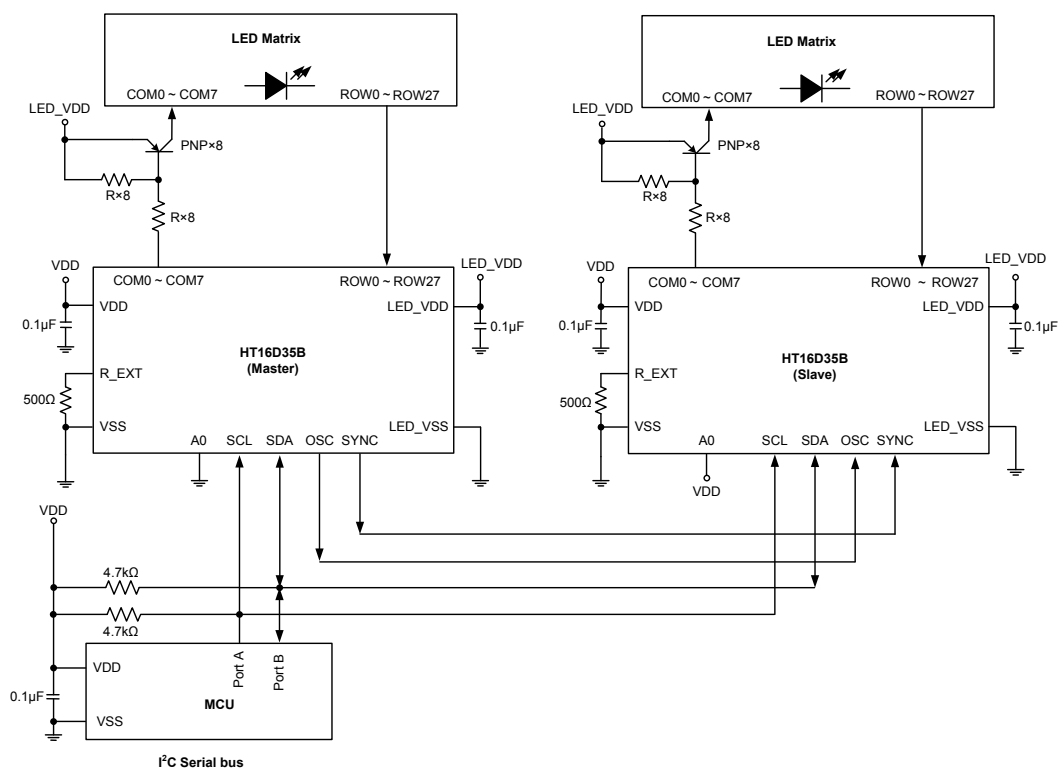 LED Matrix
COM0 ~ COM7
ROW0 ~ROW27
LED_VDD
PNP×8
R×8
R×8
VDD
COM0 ~ COM7
ROW0 ~ ROW27
LED_VDD
VDD
LED_VDD
0.1µF
0.1µF
HT16D35B
(Master)
R_EXT
500Ω
VSS
LED_VSS
A0
SCL
SDA
OSC
SYNC
LED Matrix
COM0 ~ COM7
ROW0 ~ROW27
LED_VDD
PNP×8
R×8
R×8
VDD
COM0 ~ COM7
ROW0 ~ ROW27
LED_VDD
VDD
LED_VDD
0.1µF
0.1µF
HT16D35B
(Slave)
R_EXT
500Ω
VSS
LED_VSS
A0
SCL
SDA
OSC
SYNC
VDD
VDD
4.7kΩ
4.7kΩ
Port A
Port B
VDD
0.1µF
MCU
VSS
I²C Serial bus